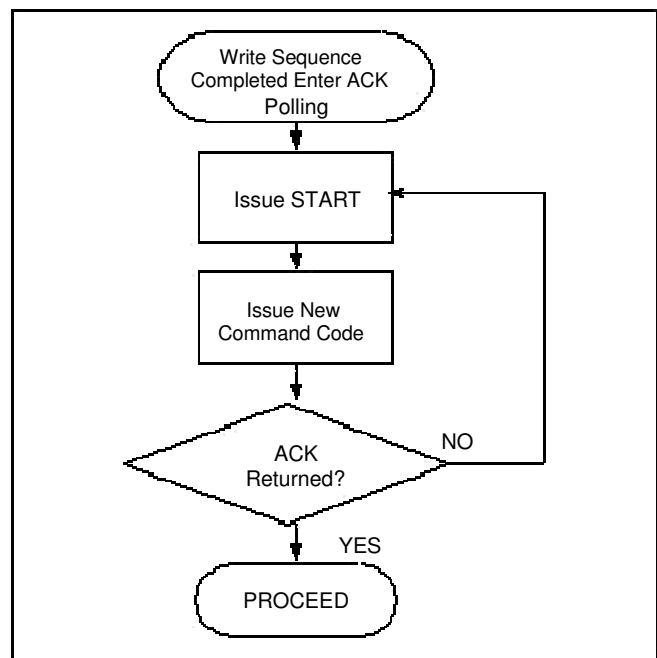 Write Sequence
Completed Enter ACK
Polling
Issue START
Issue New
Command Code
ACK
Returned?
NO
YES
PROCEED